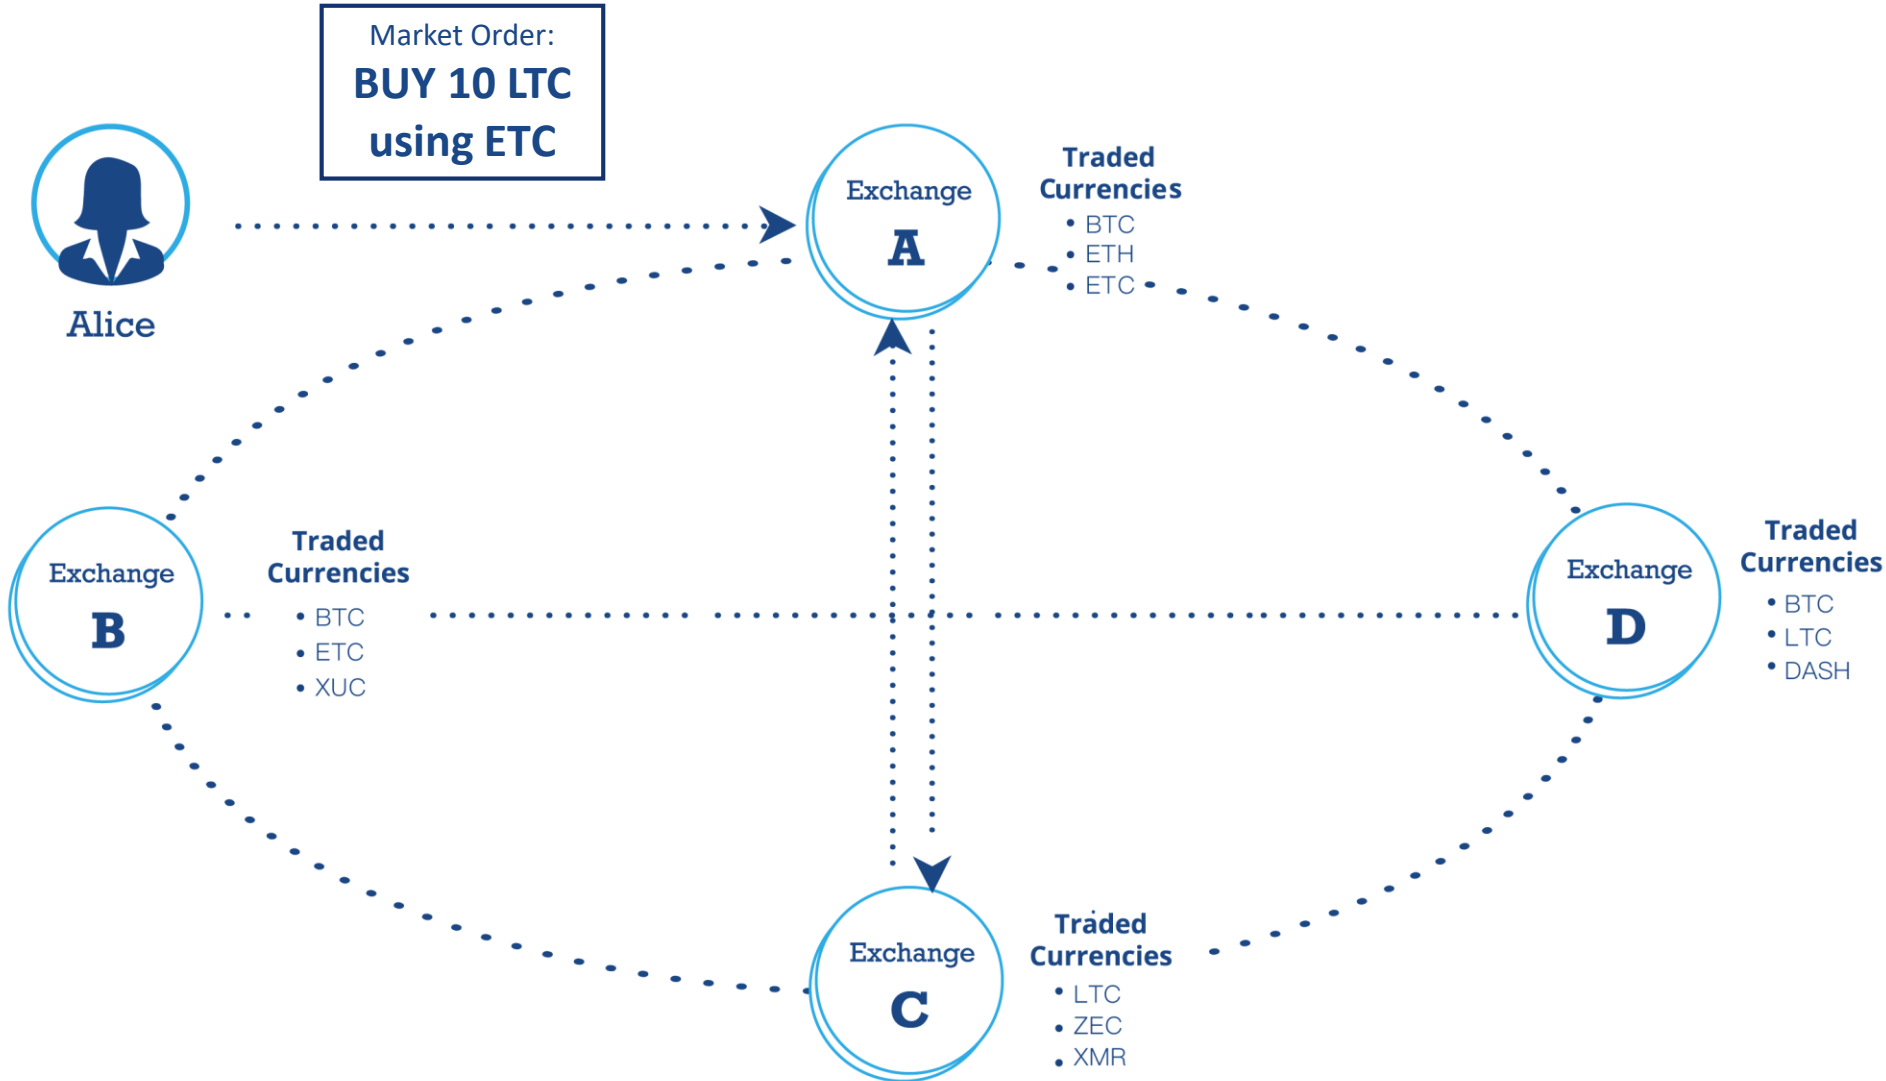 Market Order:
BUY 10 LTC
using ETC
Alice
Exchange
A
Traded
Currencies
• BTC
• ETH
• ETC
Exchange
B
Traded
Currencies
• BTC
• ETC
• XUC
Exchange
D
Traded
Currencies
• BTC
• LTC
• DASH
Exchange
C
Traded
Currencies
• LTC
• ZEC
• XMR